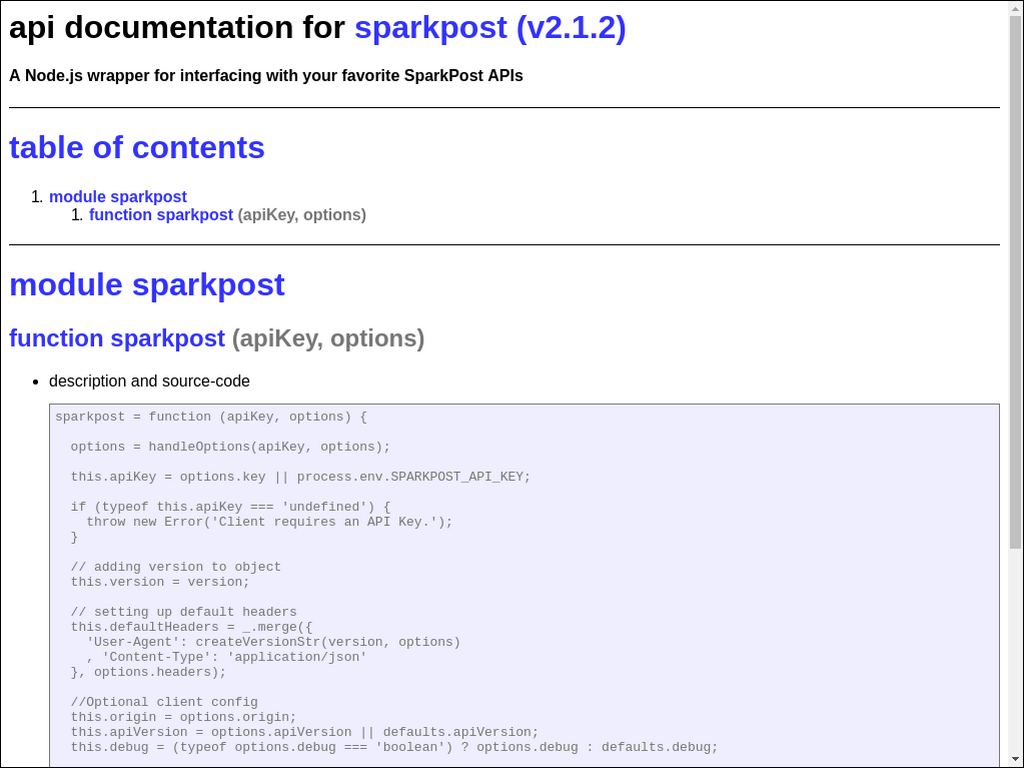 api documentation for sparkpost (v2.1.2)
A Node.js wrapper for interfacing with your favorite SparkPost APIs
table of contents
1. module sparkpost
1. function sparkpost (apiKey, options)
module sparkpost
function sparkpost (apiKey, options)
• description and source-code
sparkpost = function (apiKey, options) {
  options = handleOptions(apiKey, options);
  this.apiKey = options.key || process.env.SPARKPOST_API_KEY;
  if (typeof this.apiKey === 'undefined') {
    throw new Error('Client requires an API Key.');
  }
  // adding version to object
  this.version = version;
  // setting up default headers
  this.defaultHeaders = _.merge({
    'User-Agent': createVersionStr(version, options)
    , 'Content-Type': 'application/json'
  }, options.headers);
  //Optional client config
  this.origin = options.origin;
  this.apiVersion = options.apiVersion || defaults.apiVersion;
  this.debug = (typeof options.debug === 'boolean') ? options.debug : defaults.debug;